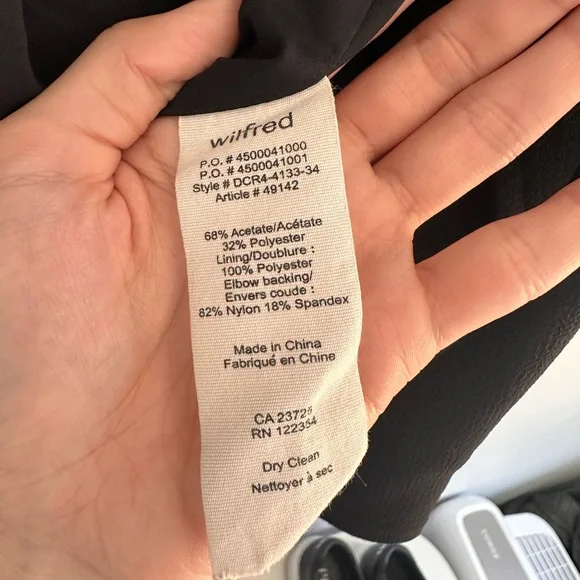 wilfred
P.O. # 4500041000
P.O. # 4500041001
Style # DCR4-4133-34
Article # 49142
68% Acetate/Acétate
32% Polyester
Lining/Doublure :
100% Polyester
Elbow backing/
Envers coude :
82% Nylon 18% Spandex
Made in China
Fabriqué en Chine
CA 23725
RN 122354
Dry Clean
Nettoyer à sec